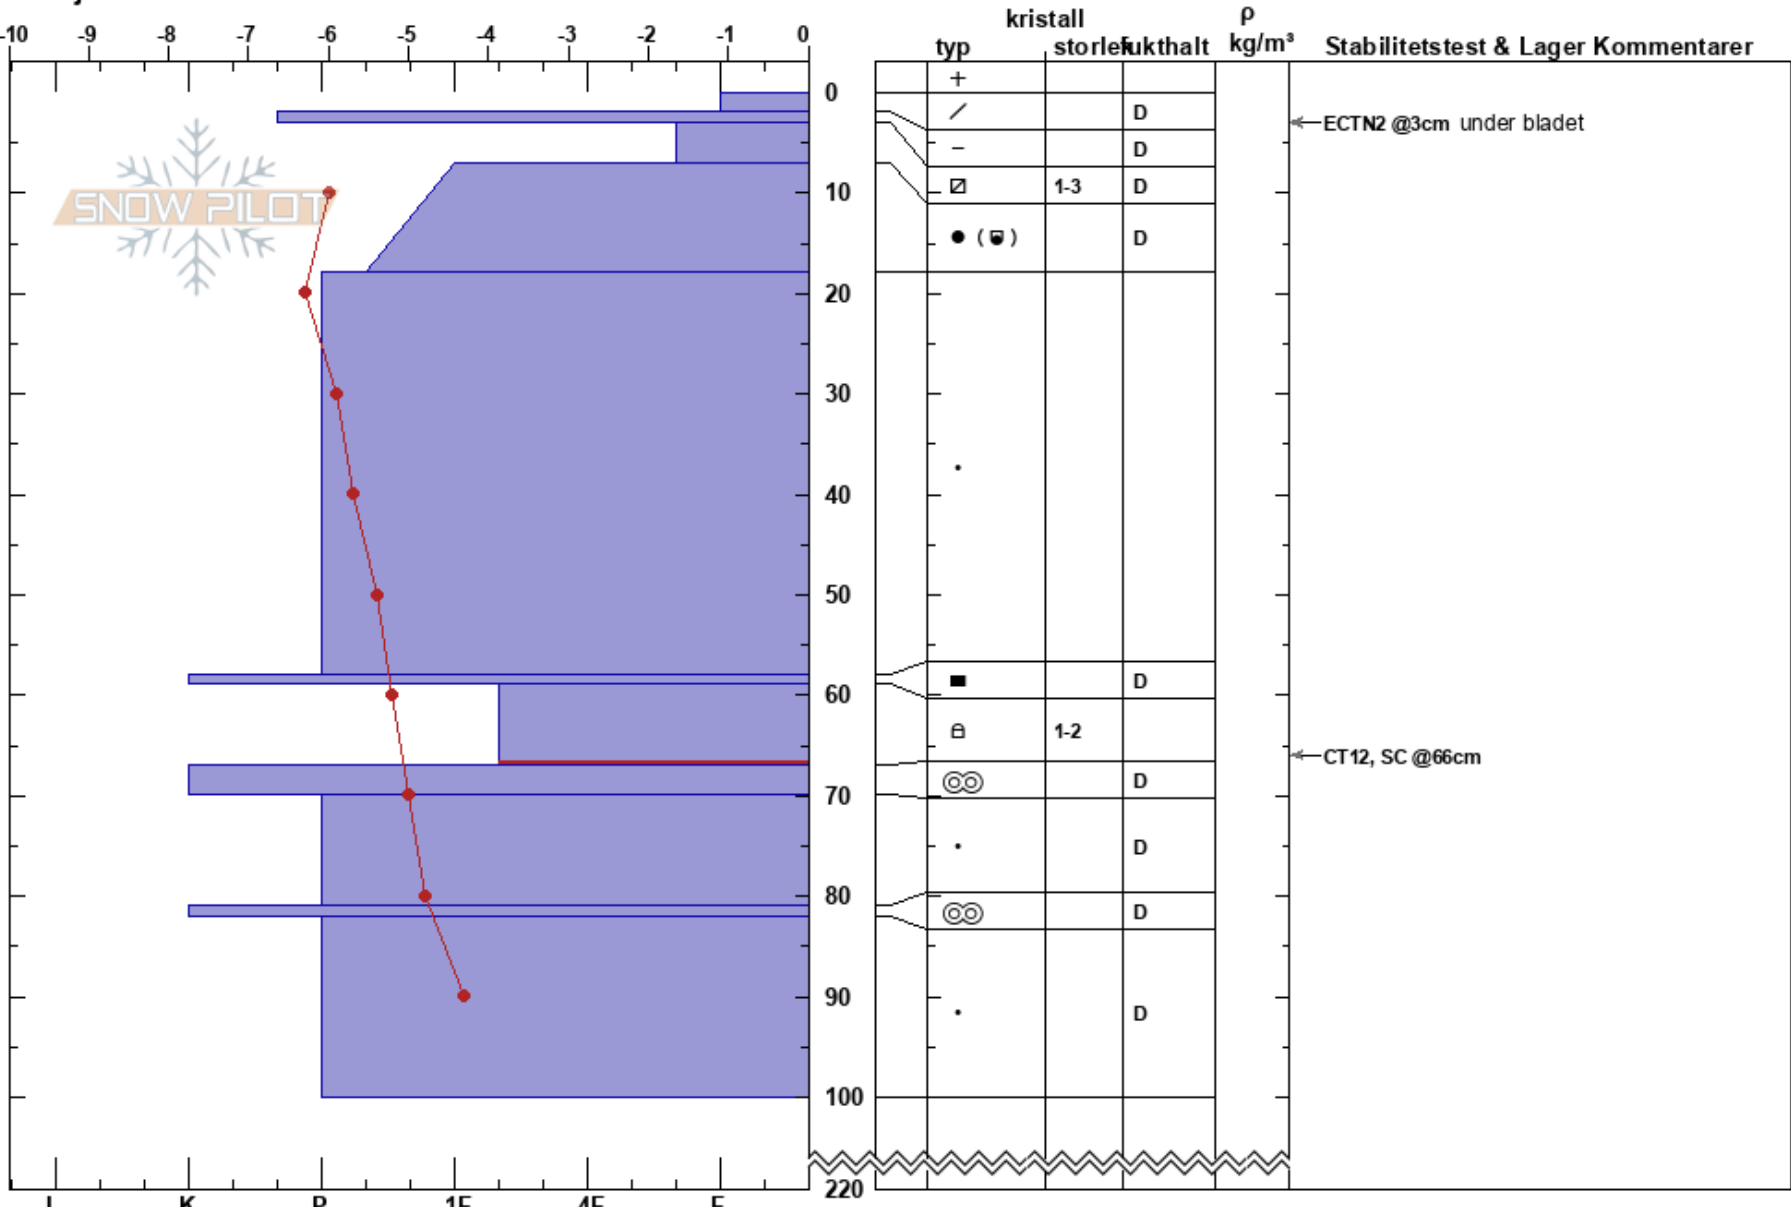 kristall ρ
-10 -9 -8 -7 -6 -5 -4 -3 -2 -1 0 typ kg/m³ Stabilitetstest & Lager Kommentarer
0
D
ECTN2 @3cm under bladet
D
SNOW PILOT 10 1-3 D
D
20
30
40
50
D
60
1-2
CT12, SC @66cm
D
70
D
80
D
90
D
100
220
K P 1F 4F F